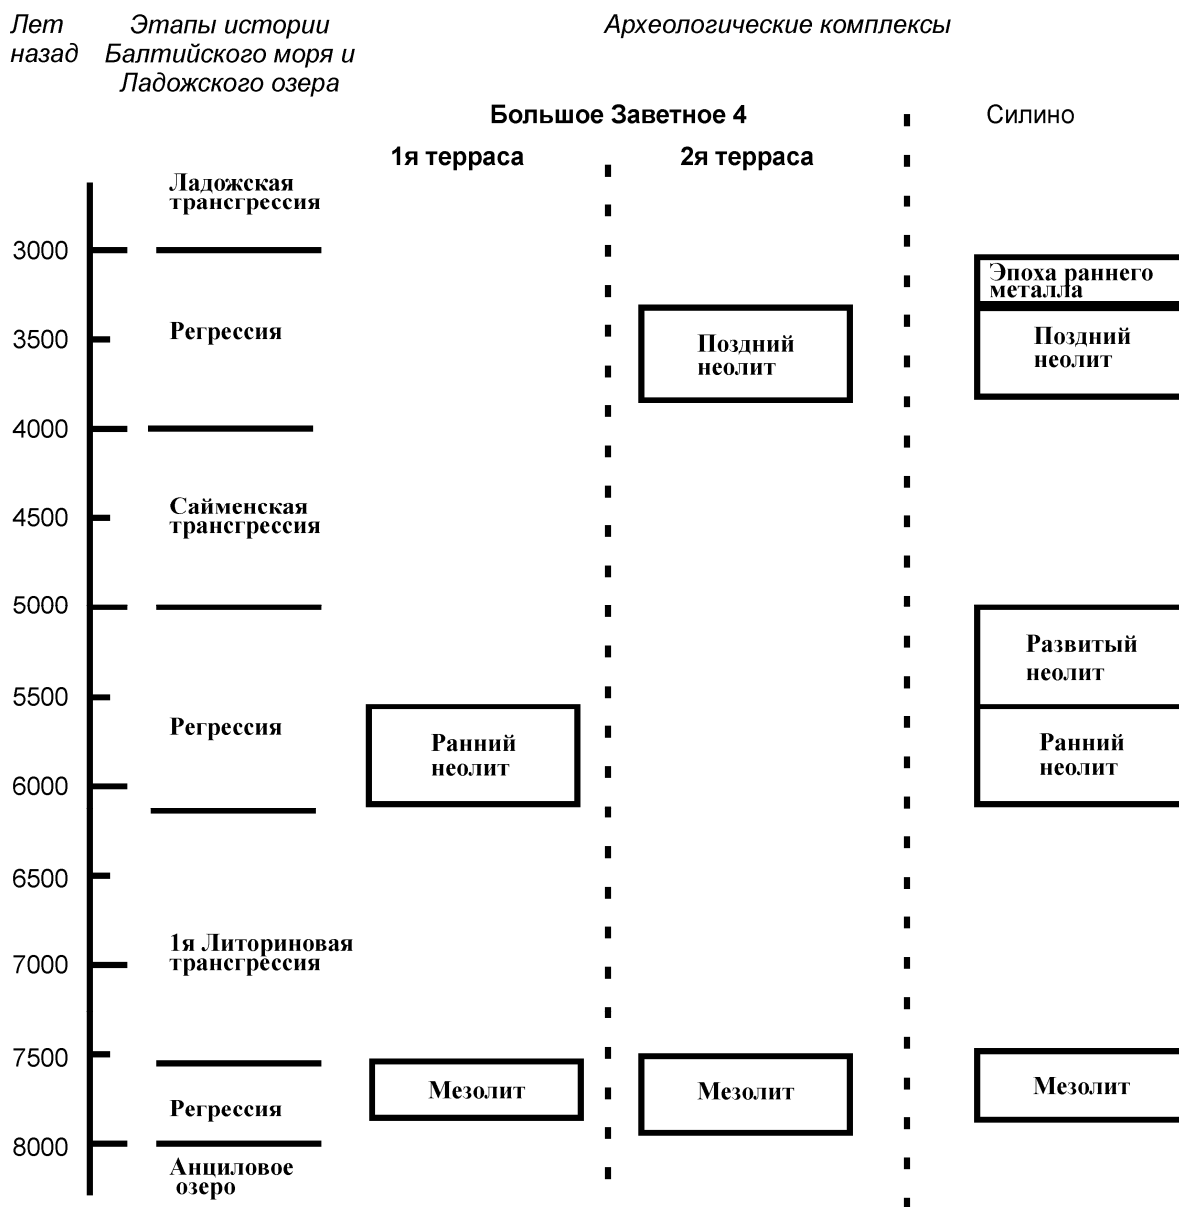 Лет
назад
Этапы истории
Балтийского моря и
Ладожского озера
Археологические комплексы
Большое Заветное 4
Силино
1я терраса
2я терраса
Ладожская
трансгрессия
3000
Эпоха раннего
металла
Регрессия
3500
Поздний
неолит
Поздний
неолит
4000
Сайменская
трансгрессия
4500
5000
Развитый
неолит
5500
Регрессия
Ранний
неолит
Ранний
неолит
6000
6500
1я Литориновая
трансгрессия
7000
7500
Мезолит
Мезолит
Мезолит
Регрессия
8000
Анциловое
озеро